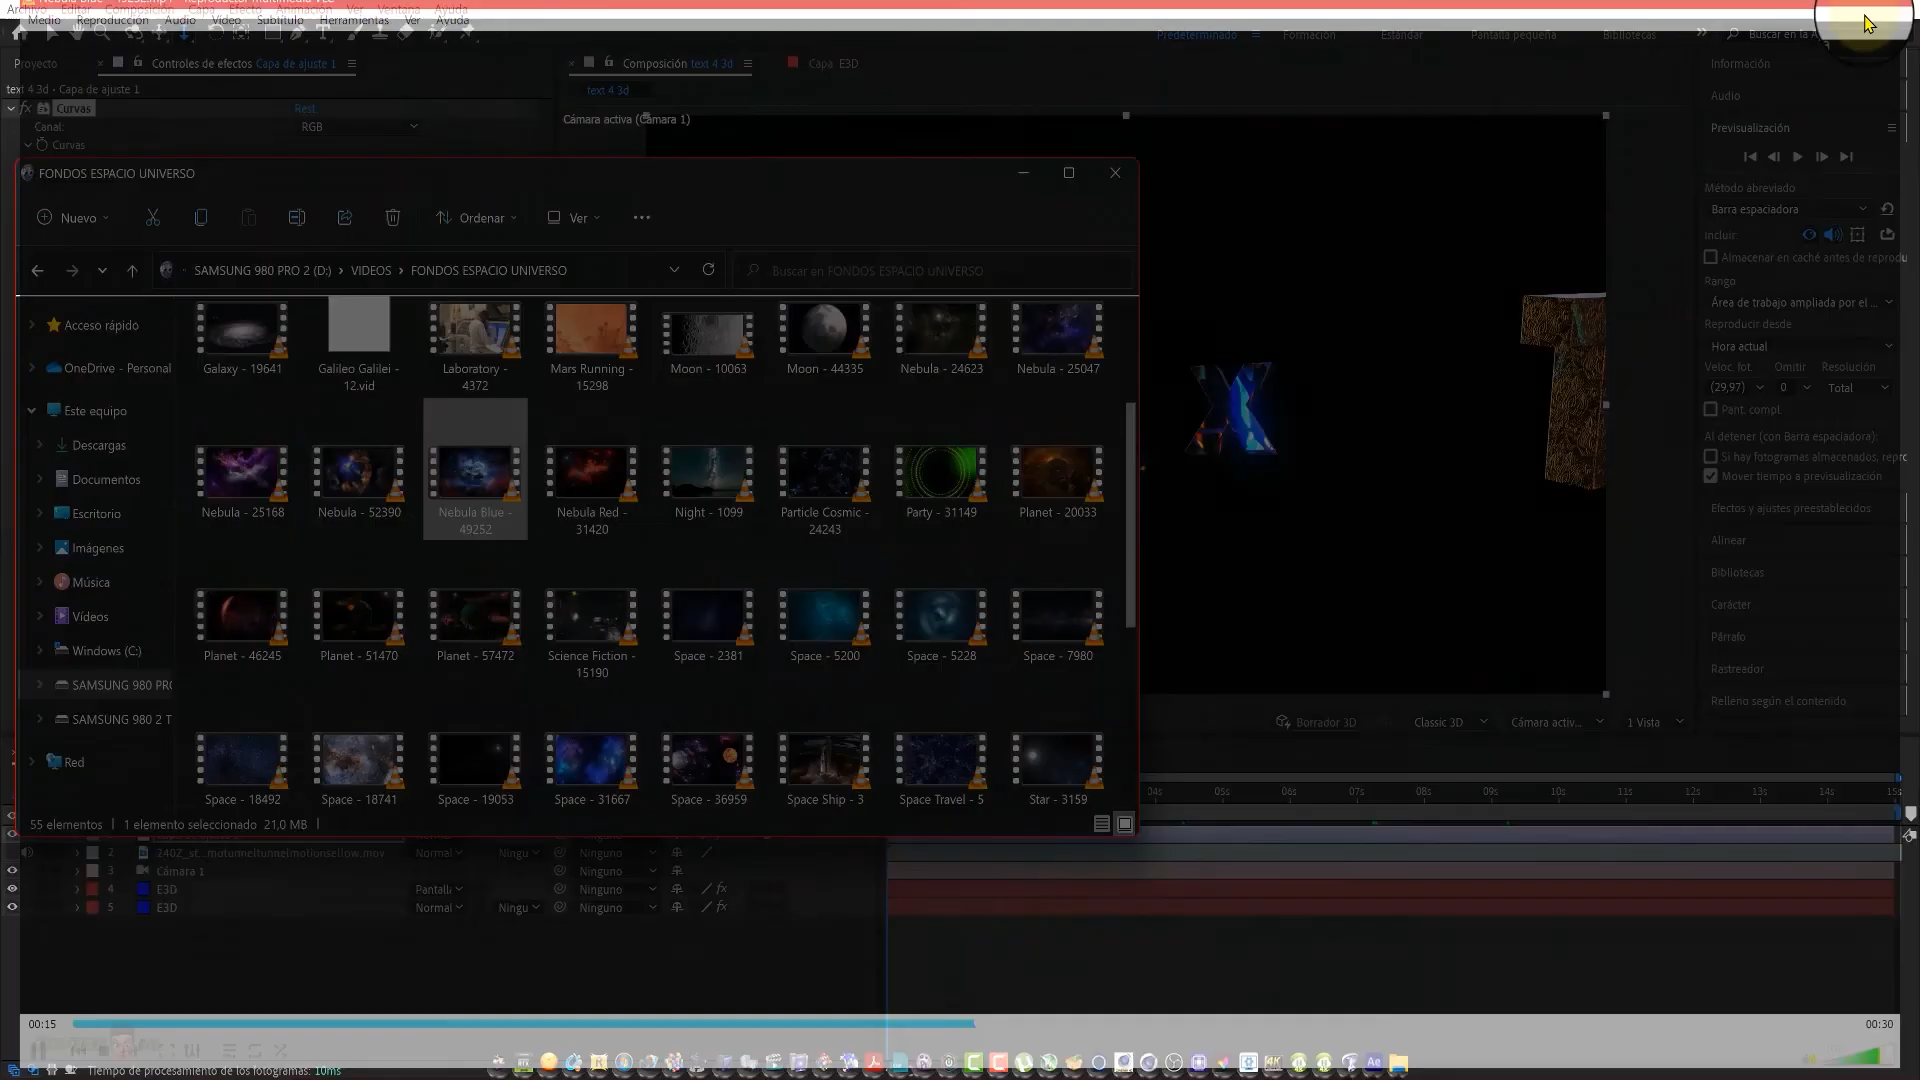 Medio Reproducción Audio Vídeo Subtítulo Herramientas Ver Ayuda
Predeterminado Formación Estándar Pantalla pequeña Bibliotecas Buscar en la A
Proyecto
Controles de efectos Capa de ajuste 1
Composición text 4.3d
Capa E3D
Información
text 4.3d • Capa de ajuste 1
text 4.3d
Audio
fx Curvas Rest
Cámara activa (Cámara 1)
Canal: RGB
Previsualización
Curvas
FONDOS ESPACIO UNIVERSO
Método abreviado
Nuevo Ordenar Ver
Barra espaciadora
Incluir:
Almacenar en caché antes de reprodu
SAMSUNG 980 PRO 2 (D:) VIDEOS FONDOS ESPACIO UNIVERSO
Buscar en FONDOS ESPACIO UNIVERSO
Rango
Área de trabajo ampliada por el ...
Reproducir desde
Hora actual
Veloc. fot. Omitir Resolución
(29,97) 0 Total
Pant. compl.
Al detener (con Barra espaciadora):
Si hay fotogramas almacenados, repro
Mover tiempo a previsualización
Efectos y ajustes preestablecidos
Alinear
Bibliotecas
Carácter
Párrafo
Rastreador
Relleno según el contenido
Acceso rápido
OneDrive - Personal
Este equipo
Descargas
Documentos
Escritorio
Imágenes
Música
Vídeos
Windows (C:)
SAMSUNG 980 PRO
SAMSUNG 980 2 T
Red
Galaxy - 19641
Galileo Galilei - 12.vid
Laboratory - 4372
Mars Running - 15298
Moon - 10063
Moon - 44335
Nebula - 24623
Nebula - 25047
Nebula - 25168
Nebula - 52390
Nebula Blue - 49252
Nebula Red - 31420
Night - 1099
Particle Cosmic - 24243
Party - 31149
Planet - 20033
Planet - 46245
Planet - 51470
Planet - 57472
Science Fiction - 15190
Space - 2381
Space - 5200
Space - 5228
Space - 7980
Space - 18492
Space - 18741
Space - 19053
Space - 31667
Space - 36959
Space Ship - 3
Space Travel - 5
Star - 3159
55 elementos 1 elemento seleccionado 21,0 MB
X
T
Borrador 3D Classic 3D Cámara activ... 1 Vista
04s 05s 06s 07s 08s 09s 10s 11s 12s 13s 14s 15s
2 Normal Ningu Ninguno
3 Cámara 1 Ninguno
4 E3D Pantall Ninguno fx
5 E3D Normal Ningu Ninguno fx
00:15 00:30
Tiempo de procesamiento de los fotogramas: 10ms